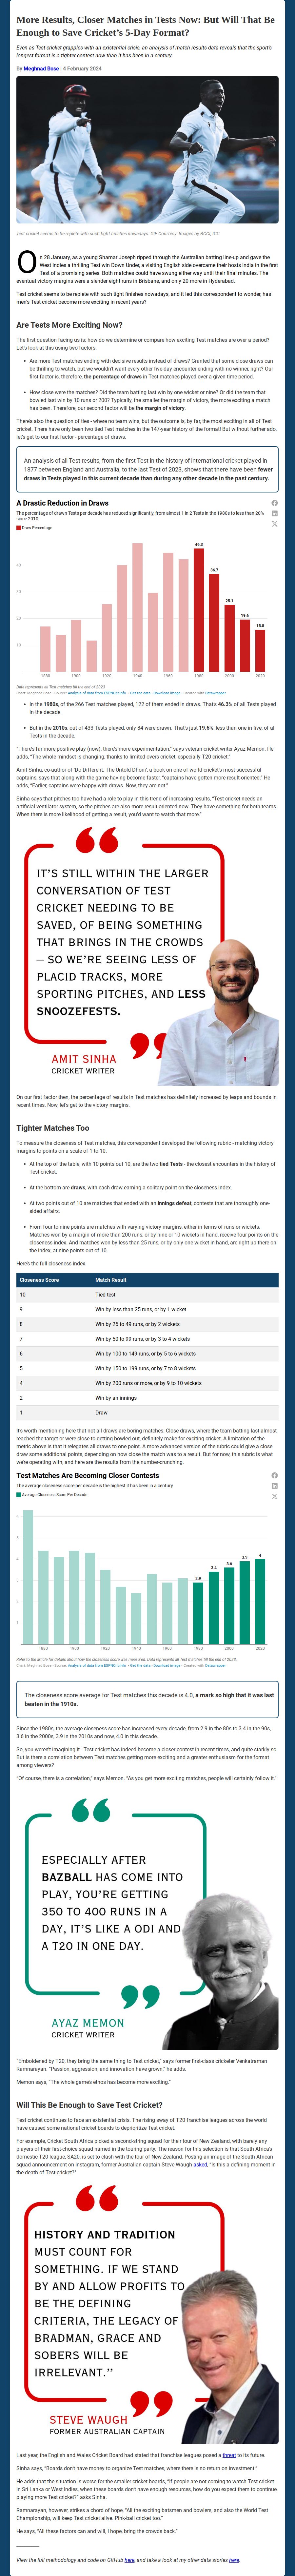 More Results, Closer Matches in Tests Now: But Will That Be
Enough to Save Cricket's 5-Day Format?
Even as Test cricket grapples with an existential crisis, an analysis of match results data reveals that the sport's
longest format is a tighter contest now than it has been in a century.
By Meghnad Bose | 4 February 2024
Test cricket seems to be replete with such tight finishes nowadays. GIF Courtesy: Images by BCCI, ICC
On 28 January, as a young Shamar Joseph ripped through the Australian batting line-up and gave the
West Indies a thrilling Test win Down Under, a visiting English side overcame their hosts India in the first
Test of a promising series. Both matches could have swung either way until their final minutes. The
eventual victory margins were a slender eight runs in Brisbane, and only 20 more in Hyderabad.
Test cricket seems to be replete with such tight finishes nowadays, and it led this correspondent to wonder, has
men's Test cricket become more exciting in recent years?
Are Tests More Exciting Now?
The first question facing us is: how do we determine or compare how exciting Test matches are over a period?
Let's look at this using two factors:
Are more Test matches ending with decisive results instead of draws? Granted that some close draws can
be thrilling to watch, but we wouldn't want every other five-day encounter ending with no winner, right? Our
first factor is, therefore, the percentage of draws in Test matches played over a given time period.
How close were the matches? Did the team batting last win by one wicket or nine? Or did the team that
bowled last win by 10 runs or 200? Typically, the smaller the margin of victory, the more exciting a match
has been. Therefore, our second factor will be the margin of victory.
There's also the question of ties - where no team wins, but the outcome is, by far, the most exciting of all in Test
cricket. There have only been two tied Test matches in the 147 year history of the format! But without further ado,
let's get to our first factor - percentage of draws.
An analysis of all Test results, from the first Test in the history of international cricket played in
1877 between England and Australia, to the last Test of 2023, shows that there have been fewer
draws in Tests played in this current decade than during any other decade in the past century.
A Drastic Reduction in Draws
The percentage of drawn Tests per decade has reduced significantly, from almost 1 in 2 Tests in the 1980s to less than 20%
since 2010.
Draw Percentage
46.3
36.7
25.1
19.6
15.8
40
30
20
10
1880
1900
1920
1940
1960
1980
2000
2020
Data represents all Test matches till the end of 2023.
Chart: Meghnad Bose • Source: Analysis of data from ESPNCricinfo. • Get the data • Download image • Created with Datawrapper
In the 1980s, of the 266 Test matches played, 122 of them ended in draws. That's 46.3% of all Tests played
in the decade.
But in the 2010s, out of 433 Tests played, only 84 were drawn. That's just 19.6%, less than one in five, of all
Tests in the decade.
"There's far more positive play (now), there's more experimentation," says veteran cricket writer Ayaz Memon. He
adds, "The whole mindset is changing, thanks to limited overs cricket, especially T20 cricket."
Amit Sinha, co-author of 'Do Different: The Untold Dhoni', a book on one of world cricket's most successful
captains, says that along with the game having become faster, "captains have gotten more result-oriented." He
adds, "Earlier, captains were happy with draws. Now, they are not."
Sinha says that pitches too have had a role to play in this trend of increasing results, "Test cricket seems an
artificial ventilator system, so the pitches are also more result-oriented now. They have something for both teams.
When there is more likelihood of getting a result, you'd want to watch that more."
IT'S STILL WITHIN THE LARGER
CONVERSATION OF TEST
CRICKET NEEDING TO BE
SAVED, OF BEING SOMETHING
THAT BRINGS IN THE CROWDS
– SO WE'RE SEEING LESS OF
PLACID TRACKS, MORE
SPORTING PITCHES, AND LESS
SNOOZEFESTS.
AMIT SINHA
CRICKET WRITER
On our first factor then, the percentage of results in Test matches has definitely increased by leaps and bounds in
recent times. Now, let's get to the victory margins.
Tighter Matches Too
To measure the closeness of Test matches, this correspondent developed the following rubric - matching victory
margins to points on a scale of 1 to 10.
At the top of the table, with 10 points out 10, are the two tied Tests - the closest encounters in the history of
Test cricket.
At the bottom are draws, with each draw earning a solitary point on the closeness index.
At two points out of 10 are matches that ended with an innings defeat, contests that are thoroughly one-
sided affairs.
From four to nine points are matches with varying victory margins, either in terms of runs or wickets.
Matches won by a margin of more than 200 runs, or by nine or 10 wickets in hand, receive four points on the
closeness index. And matches won by less than 25 runs, or by only one wicket in hand, are right up there on
the index, at nine points out of 10.
Here's the full closeness index.
Closeness Score Match Result
10 Tied test
9 Win by less than 25 runs, or by 1 wicket
8 Win by 25 to 49 runs, or by 2 wickets
7 Win by 50 to 99 runs, or by 3 to 4 wickets
6 Win by 100 to 149 runs, or by 5 to 6 wickets
5 Win by 150 to 199 runs, or by 7 to 8 wickets
4 Win by 200 runs or more, or by 9 to 10 wickets
2 Win by an innings
1 Draw
It's worth mentioning here that not all draws are boring matches. Close draws, where the team batting last almost
reached the target or were close to getting bowled out, definitely make for exciting cricket. A limitation of the
metric above is that it relegates all draws to one point. A more advanced version of the rubric could give a close
draw some additional points, depending on how close the match was to a result. But for now, this rubric is what
we're operating with, and here are the results from the number-crunching.
Test Matches Are Becoming Closer Contests
The average closeness score per decade is the highest it has been in a century.
Average Closeness Score Per Decade
2.9
3.4
3.6
3.9
4
6
5
4
3
2
1
1880
1900
1920
1940
1960
1980
2000
2020
Refer to the article for details about how the closeness score was measured. Data represents all Test matches till the end of 2023.
Chart: Meghnad Bose • Source: Analysis of data from ESPNCricinfo. • Get the data • Download image • Created with Datawrapper
The closeness score average for Test matches this decade is 4.0, a mark so high that it was last
beaten in the 1910s.
Since the 1980s, the average closeness score has increased every decade, from 2.9 in the 80s to 3.4 in the 90s,
3.6 in the 2000s, 3.9 in the 2010s and now, 4.0 in this decade.
So, you weren't imagining it - Test cricket has indeed become a closer contest in recent times, and quite starkly so.
But is there a correlation between Test matches getting more exciting and a greater enthusiasm for the format
among viewers?
"Of course, there is a correlation," says Memon. "As you get more exciting matches, people will certainly follow it."
ESPECIALLY AFTER
BAZBALL HAS COME INTO
PLAY, YOU'RE GETTING
350 TO 400 RUNS IN A
DAY, IT'S LIKE A ODI AND
A T20 IN ONE DAY.
AYAZ MEMON
CRICKET WRITER
"Emboldened by T20, they bring the same thing to Test cricket," says former first-class cricketer Venkatraman
Ramnarayan. "Passion, aggression, and innovation have grown," he adds.
Memon says, "The whole game's ethos has become more exciting."
Will This Be Enough to Save Test Cricket?
Test cricket continues to face an existential crisis. The rising sway of T20 franchise leagues across the world
have caused some national cricket boards to deprioritize Test cricket.
For example, Cricket South Africa picked a second-string squad for their tour of New Zealand, with barely any
players of their first-choice squad named in the touring party. The reason for this selection is that South Africa's
domestic T20 league, SA20, is set to clash with the tour of New Zealand. Posting an image of the South African
squad announcement on Instagram, former Australian captain Steve Waugh asked, "Is this a defining moment in
the death of Test cricket?"
HISTORY AND TRADITION
MUST COUNT FOR
SOMETHING. IF WE STAND
BY AND ALLOW PROFITS TO
BE THE DEFINING
CRITERIA, THE LEGACY OF
BRADMAN, GRACE AND
SOBERS WILL BE
IRRELEVANT."
STEVE WAUGH
FORMER AUSTRALIAN CAPTAIN
Last year, the English and Wales Cricket Board had stated that franchise leagues posed a threat to its future.
Sinha says, "Boards don't have money to organize Test matches, where there is no return on investment."
He adds that the situation is worse for the smaller cricket boards, "If people are not coming to watch Test cricket
in Sri Lanka or West Indies, when these boards don't have enough resources, how do you expect them to continue
playing more Test cricket?" asks Sinha.
Ramnarayan, however, strikes a chord of hope, "All the exciting batsmen and bowlers, and also the World Test
Championship, will keep Test cricket alive. Pink-ball cricket too."
He says, "All these factors can and will, I hope, bring the crowds back."
View full methodology and code on GitHub here, and take a look at my other data stories here.